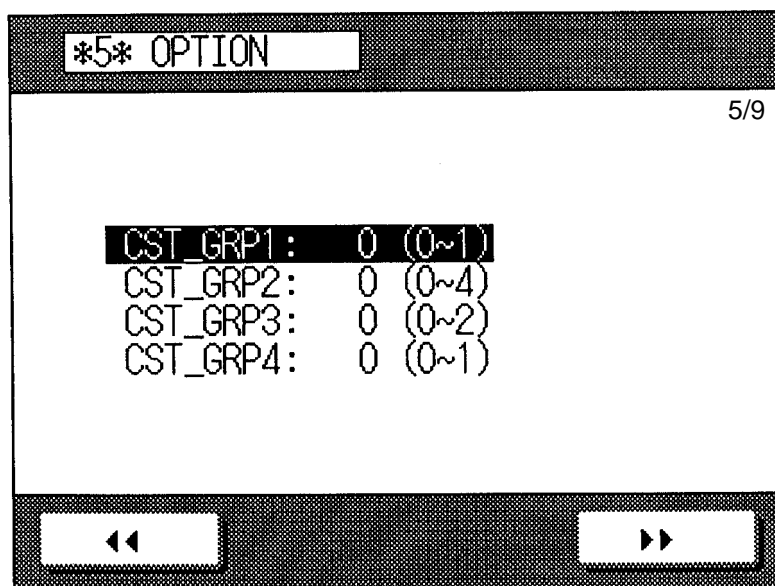 *5* OPTION
5/9
CST_GRP1: 0 (0~1)
CST_GRP2: 0 (0~4)
CST_GRP3: 0 (0~2)
CST_GRP4: 0 (0~1)